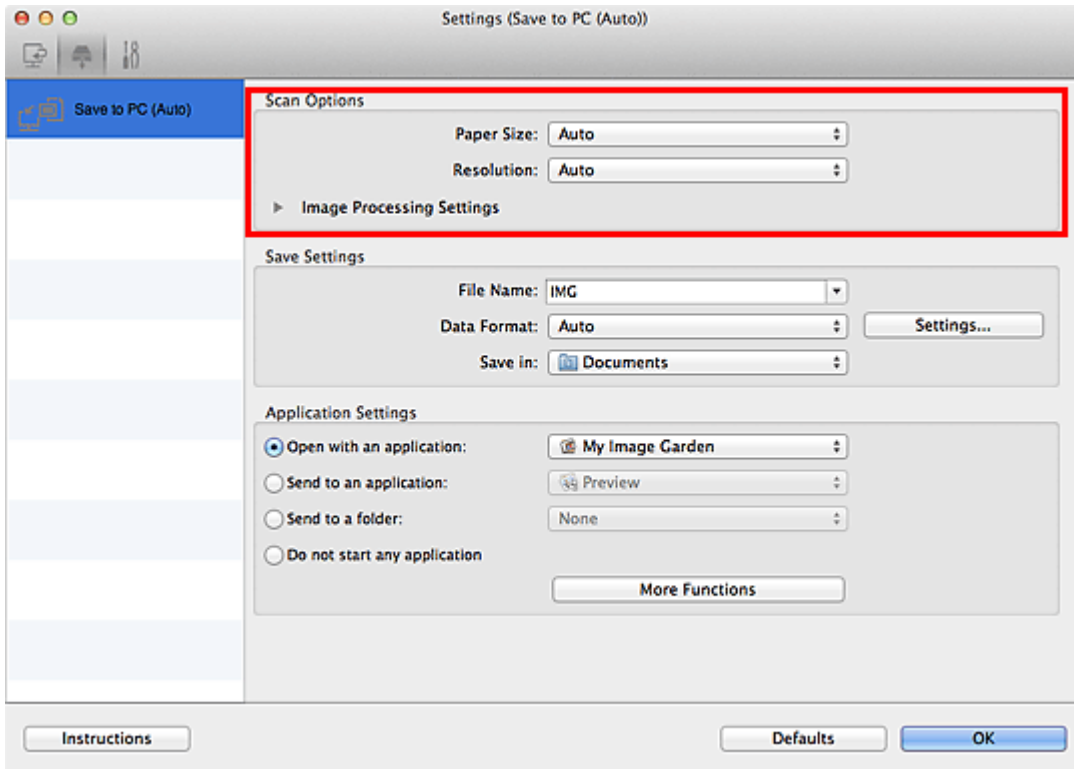 Settings (Save to PC (Auto))
Save to PC (Auto)
Scan Options
Paper Size: Auto
Resolution: Auto
Image Processing Settings
Save Settings
File Name: IMG
Data Format: Auto Settings...
Save in: Documents
Application Settings
Open with an application: My Image Garden
Send to an application: Preview
Send to a folder: None
Do not start any application
More Functions
Instructions Defaults OK